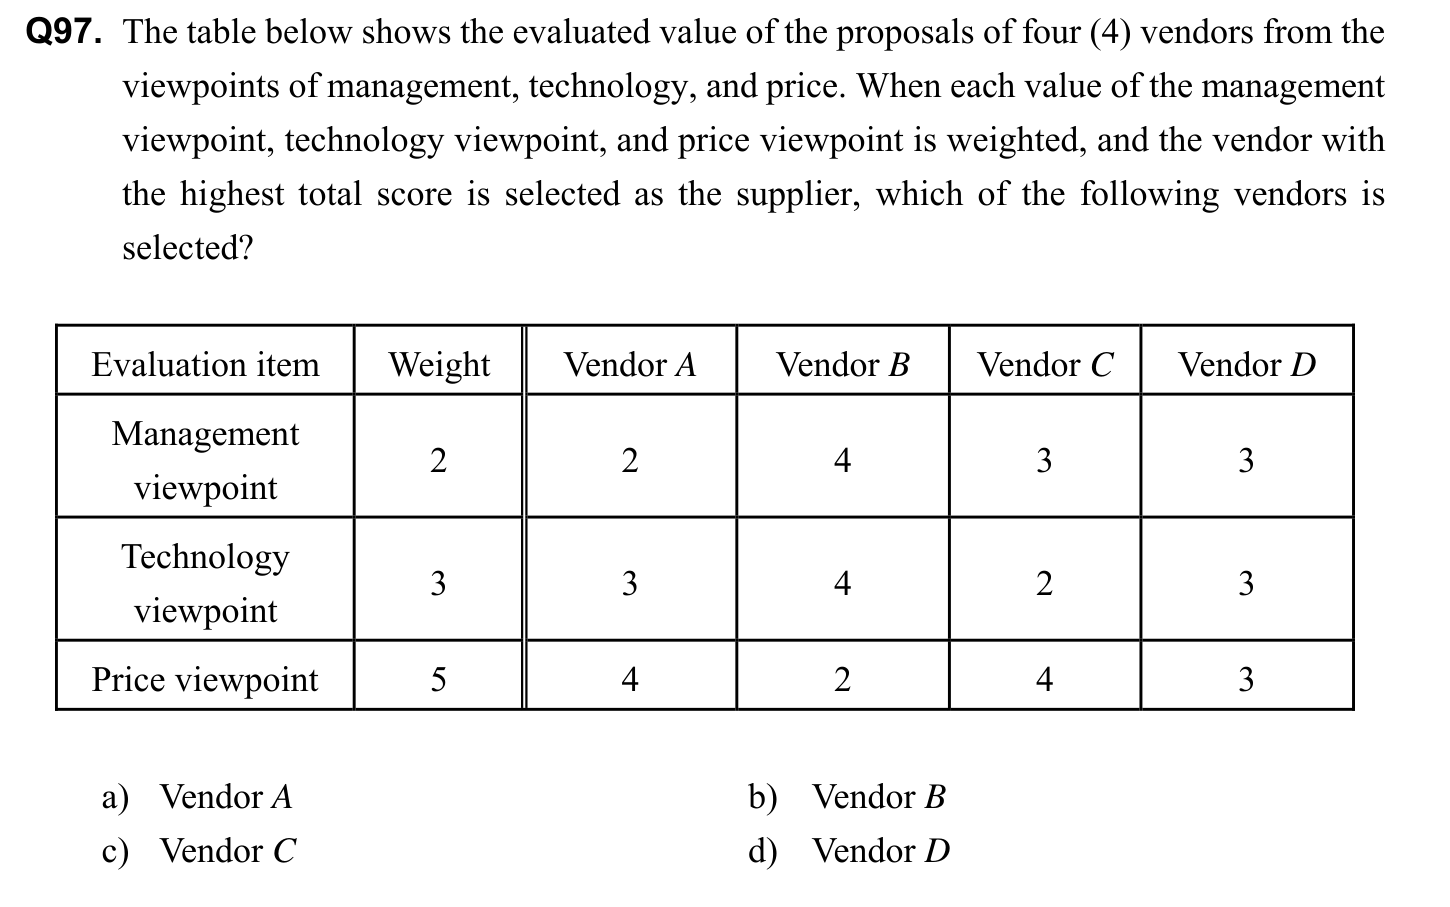 Q97. The table below shows the evaluated value of the proposals of four (4) vendors from the
viewpoints of management, technology, and price. When each value of the management
viewpoint, technology viewpoint, and price viewpoint is weighted, and the vendor with
the highest total score is selected as the supplier, which of the following vendors is
selected?
Evaluation item Weight Vendor A Vendor B Vendor C Vendor D
Management
viewpoint 2 2 4 3 3
Technology
viewpoint 3 3 4 2 3
Price viewpoint 5 4 2 4 3
a) Vendor A b) Vendor B
c) Vendor C d) Vendor D